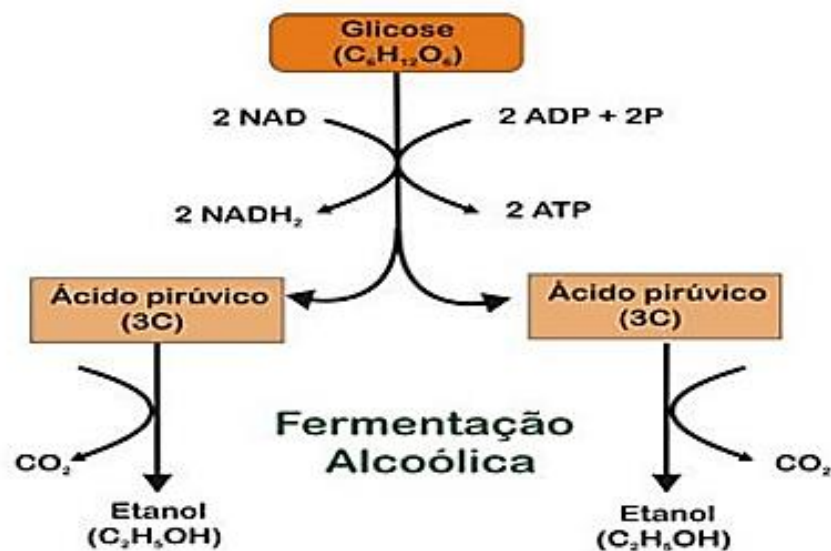 Glicose
(C₆H₁₂O₆)
2 NAD
2 ADP + 2P
2 NADH₂
2 ATP
Ácido pirúvico
(3C)
Ácido pirúvico
(3C)
Fermentação
Alcoólica
CO₂
CO₂
Etanol
(C₂H₅OH)
Etanol
(C₂H₅OH)